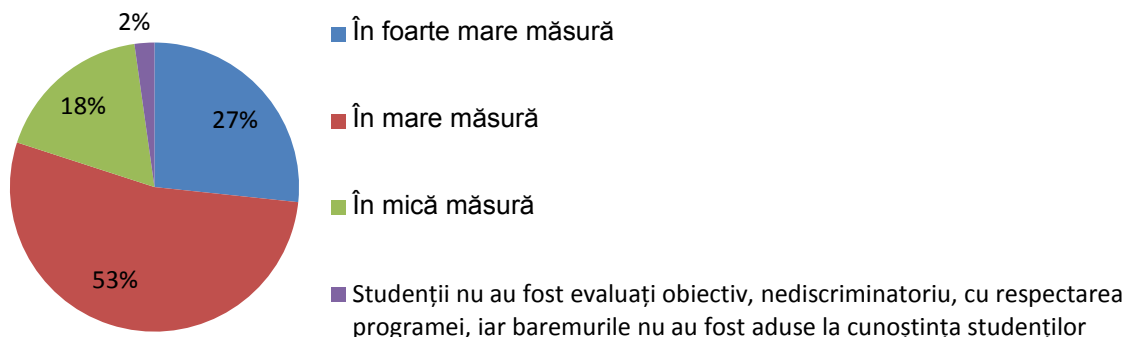 2%
În foarte mare măsură
18%
27%
În mare măsură
În mică măsură
53%
Studenții nu au fost evaluați obiectiv, nediscriminatoriu, cu respectarea
programei, iar baremurile nu au fost aduse la cunoștința studenților